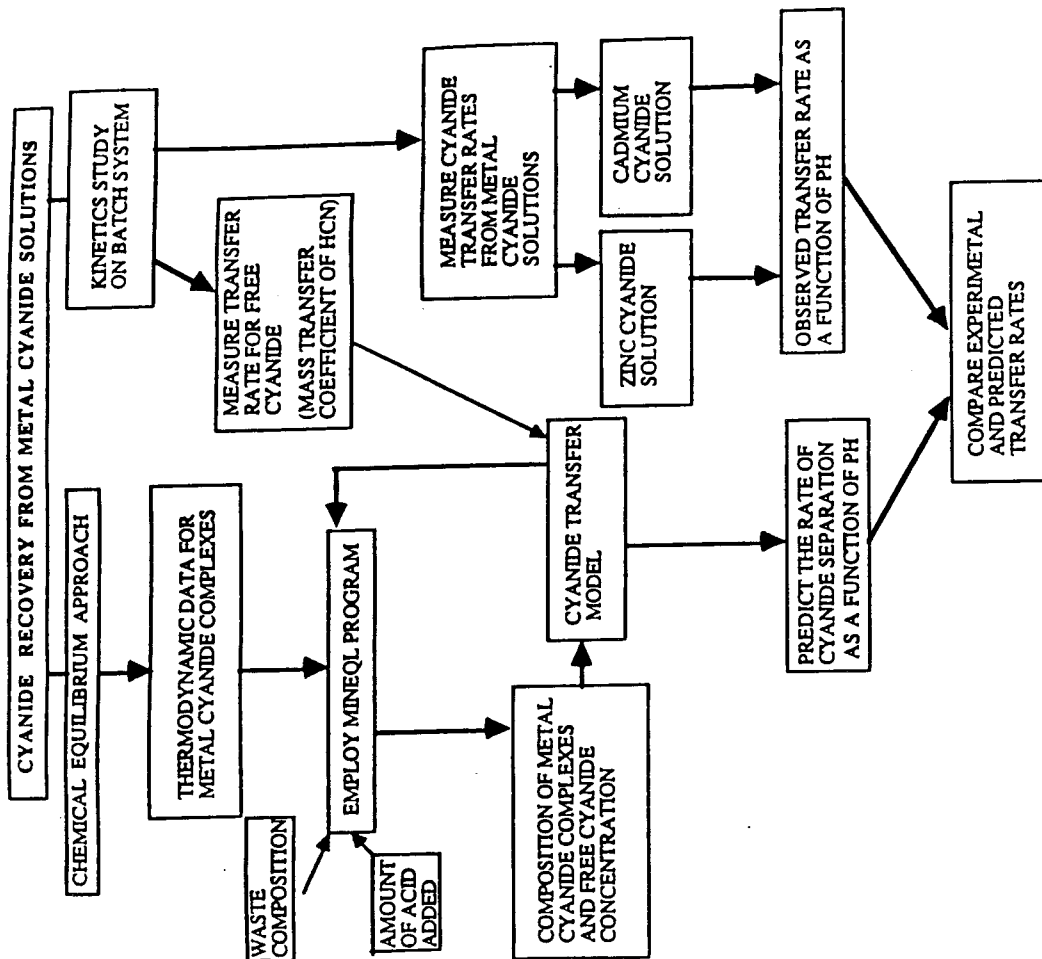 CYANIDE RECOVERY FROM METAL CYANIDE SOLUTIONS
CHEMICAL EQUILIBRIUM APPROACH
KINETICS STUDY
ON BATCH SYSTEM
THERMODYNAMIC DATA FOR
METAL CYANIDE COMPLEXES
MEASURE TRANSFER
RATE FOR FREE
CYANIDE
(MASS TRANSFER
COEFFICIENT OF HCN)
WASTE
COMPOSITION
AMOUNT
OF ACID
ADDED
EMPLOY MINEQL PROGRAM
MEASURE CYANIDE
TRANSFER RATES
FROM METAL
CYANIDE
SOLUTIONS
COMPOSITION OF METAL
CYANIDE COMPLEXES
AND FREE CYANIDE
CONCENTRATION
CYANIDE TRANSFER
MODEL
ZINC CYANIDE
SOLUTION
CADMIUM
CYANIDE
SOLUTION
PREDICT THE RATE OF
CYANIDE SEPARATION
AS A FUNCTION OF PH
OBSERVED TRANSFER RATE AS
A FUNCTION OF PH
COMPARE EXPERIMETAL
AND PREDICTED
TRANSFER RATES